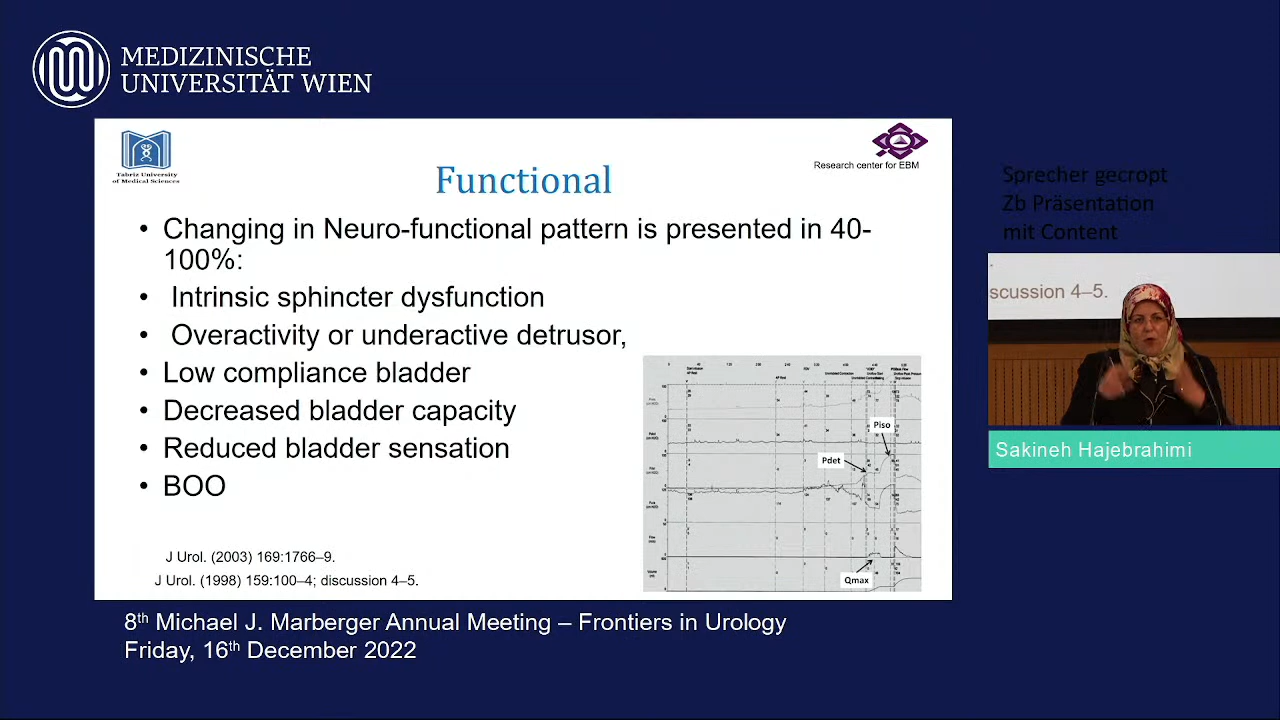 MEDIZINISCHE
UNIVERSITÄT WIEN
Tabriz University
of Medical Sciences
Research center for EBM
Functional
• Changing in Neuro-functional pattern is presented in 40-
100%:
• Intrinsic sphincter dysfunction
• Overactivity or underactive detrusor,
• Low compliance bladder
• Decreased bladder capacity
• Reduced bladder sensation
• BOO
Piso
Pdet
Qmax
J Urol. (2003) 169:1766–9.
J Urol. (1998) 159:100–4; discussion 4–5.
Sprecher gecropt
Zb Präsentation
mit Content
scussion 4–5.
Sakineh Hajebrahimi
8th Michael J. Marberger Annual Meeting – Frontiers in Urology
Friday, 16th December 2022